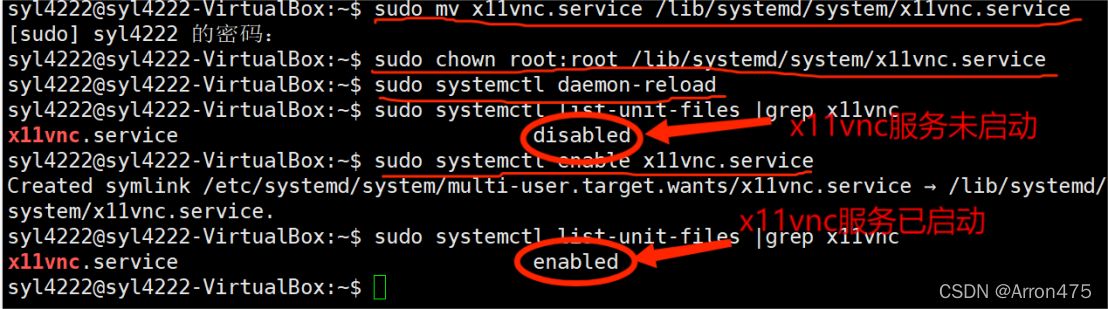 syl4222@syl4222-VirtualBox:~$ sudo mv x11vnc.service /lib/systemd/system/x11vnc.service
[sudo] syl4222 的密码：
syl4222@syl4222-VirtualBox:~$ sudo chown root:root /lib/systemd/system/x11vnc.service
syl4222@syl4222-VirtualBox:~$ sudo systemctl daemon-reload
syl4222@syl4222-VirtualBox:~$ sudo systemctl list-unit-files |grep x11vnc
x11vnc.service disabled
x11vnc服务未启动
syl4222@syl4222-VirtualBox:~$ sudo systemctl enable x11vnc.service
Created symlink /etc/systemd/system/multi-user.target.wants/x11vnc.service → /lib/systemd/
system/x11vnc.service.
x11vnc服务已启动
syl4222@syl4222-VirtualBox:~$ sudo systemctl list-unit-files |grep x11vnc
x11vnc.service enabled
syl4222@syl4222-VirtualBox:~$
CSDN @Arron475